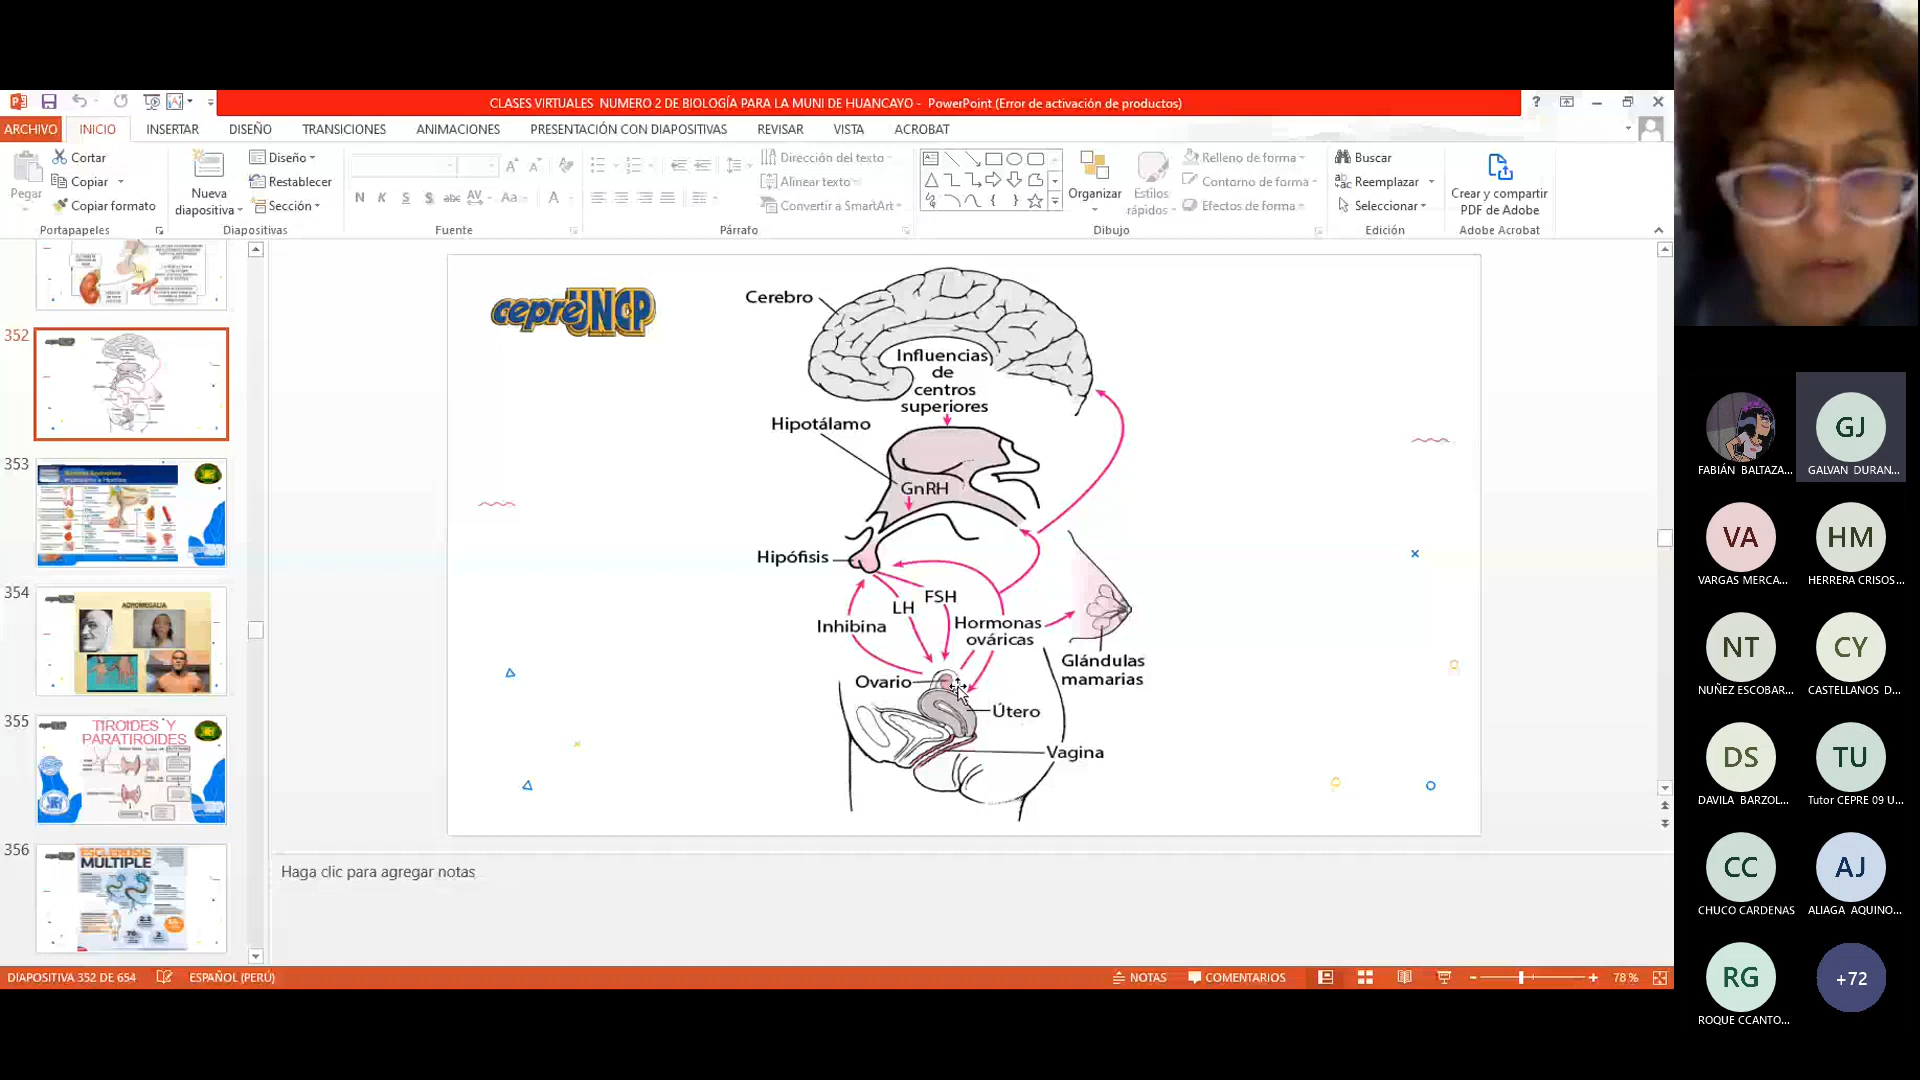 CLASES VIRTUALES NUMERO 2 DE BIOLOGÍA PARA LA MUNI DE HUANCAYO - PowerPoint (Error de activación de productos)
ARCHIVO INICIO INSERTAR DISEÑO TRANSICIONES ANIMACIONES PRESENTACIÓN CON DIAPOSITIVAS REVISAR VISTA ACROBAT
Pegar
Cortar
Copiar
Copiar formato
Portapapeles
Nueva diapositiva
Diseño
Restablecer
Sección
Diapositivas
N K S S abc AV Aa A
Fuente
Dirección del texto
Alinear texto
Convertir a SmartArt
Párrafo
Organizar
Estilos rápidos
Relleno de forma
Contorno de forma
Efectos de forma
Dibujo
Buscar
Reemplazar
Seleccionar
Edición
Crear y compartir PDF de Adobe
Adobe Acrobat
352
353
354
ACROMEGALIA
355
TIROIDES Y
PARATIROIDES
356
ESCLEROSIS
MÚLTIPLE
cepre UNCP
Cerebro
Influencias
de
centros
superiores
Hipotálamo
GnRH
Hipófisis
FSH
LH
Inhibina
Hormonas
ováricas
Glándulas
mamarias
Ovario
Útero
Vagina
Haga clic para agregar notas
DIAPOSITIVA 352 DE 654 ESPAÑOL (PERÚ) NOTAS COMENTARIOS 78 %
FABIÁN BALTAZA...
GJ
GALVAN DURAN...
VA
VARGAS MERCA...
HM
HERRERA CRISOS...
NT
NUÑEZ ESCOBAR...
CY
CASTELLANOS D...
DS
DAVILA BARZOL...
TU
Tutor CEPRE 09 U...
CC
CHUCO CARDENAS
AJ
ALIAGA AQUINO...
RG
ROQUE CCANTO...
+72